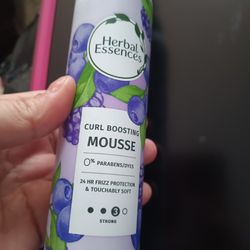 Herbal
Essences
CURL BOOSTING
MOUSSE
0% PARABENS/DYES
24 HR FRIZZ PROTECTION
& TOUCHABLY SOFT
3
STRONG